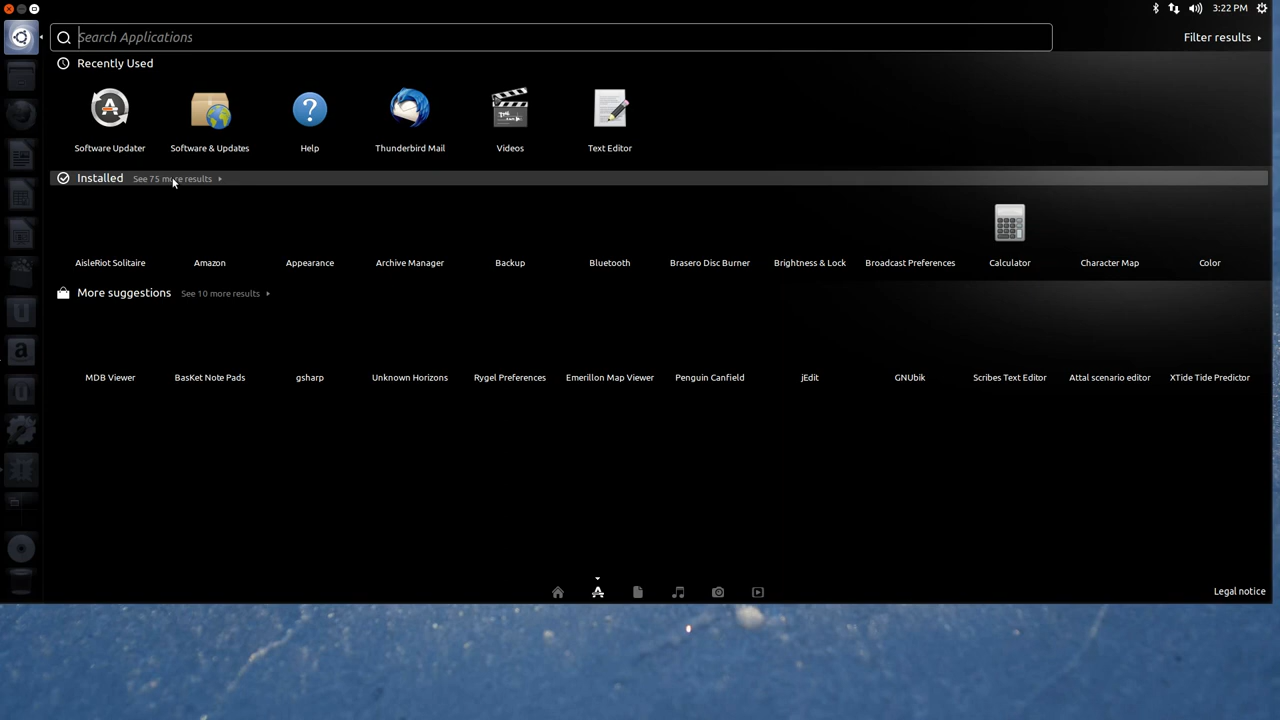 3:22 PM
Search Applications
Filter results
Recently Used
Software Updater
Software & Updates
Help
Thunderbird Mail
Videos
Text Editor
Installed See 75 more results
AisleRiot Solitaire
Amazon
Appearance
Archive Manager
Backup
Bluetooth
Brasero Disc Burner
Brightness & Lock
Broadcast Preferences
Calculator
Character Map
Color
More suggestions See 10 more results
MDB Viewer
BasKet Note Pads
gsharp
Unknown Horizons
Rygel Preferences
Emerillon Map Viewer
Penguin Canfield
jEdit
GNUbik
Scribes Text Editor
Attal scenario editor
XTide Tide Predictor
Legal notice